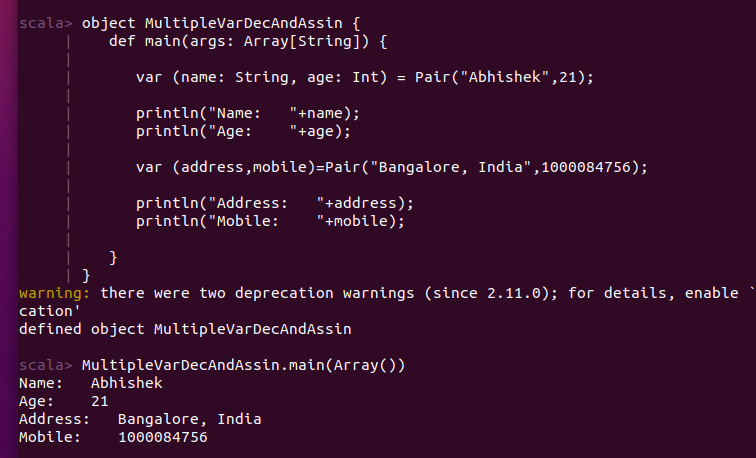 scala> object MultipleVarDecAndAssin {
     |    def main(args: Array[String]) {
     |
     |       var (name: String, age: Int) = Pair("Abhishek",21);
     |
     |       println("Name:   "+name);
     |       println("Age:    "+age);
     |
     |       var (address,mobile)=Pair("Bangalore, India",1000084756);
     |
     |       println("Address:   "+address);
     |       println("Mobile:    "+mobile);
     |
     |    }
     | }
warning: there were two deprecation warnings (since 2.11.0); for details, enable `
cation'
defined object MultipleVarDecAndAssin

scala> MultipleVarDecAndAssin.main(Array())
Name:   Abhishek
Age:    21
Address:   Bangalore, India
Mobile:    1000084756